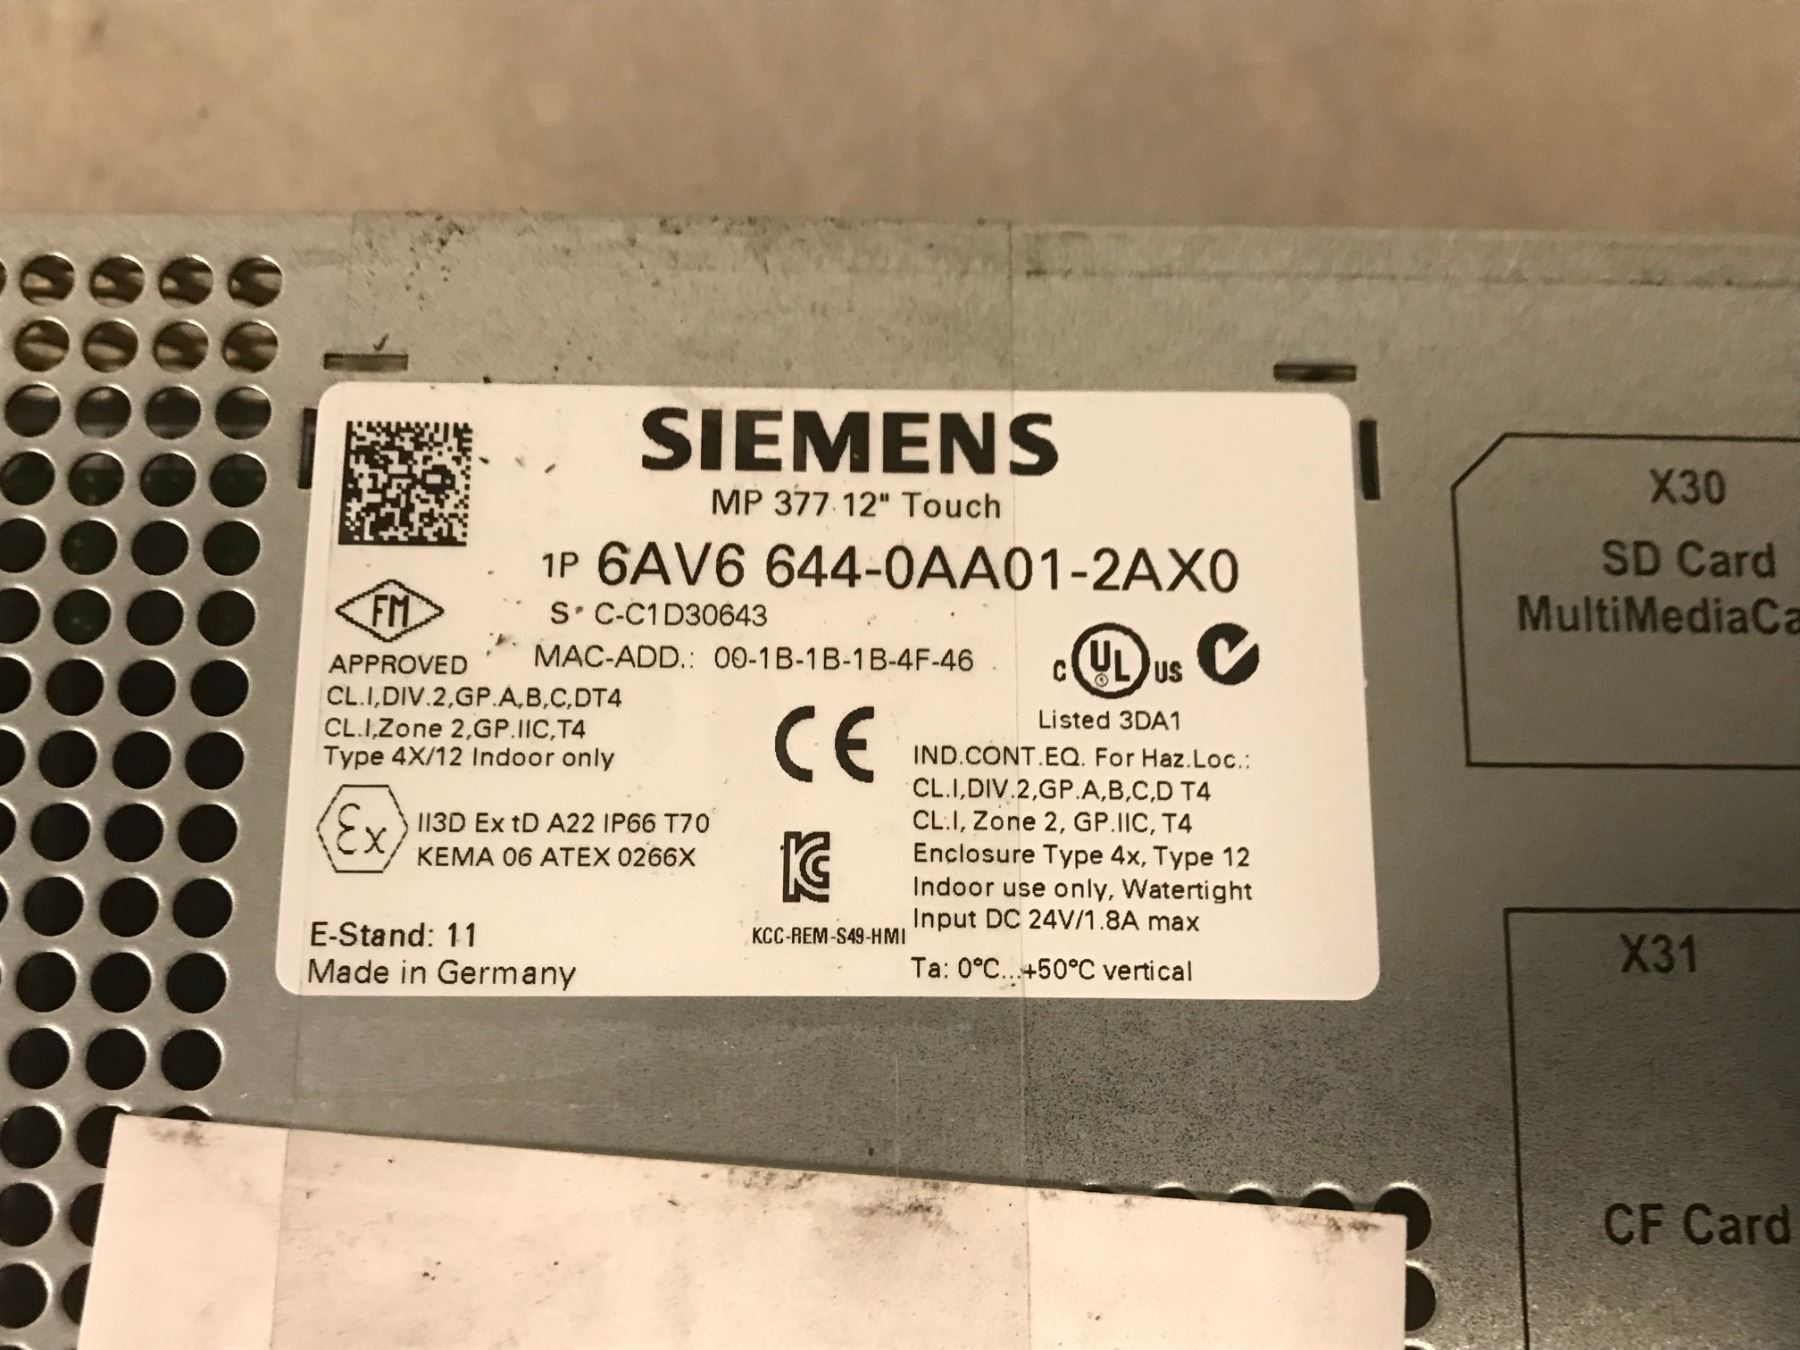 SIEMENS
MP 377 12" Touch
1P 6AV6 644-0AA01-2AX0
S C-C1D30643
MAC-ADD.: 00-1B-1B-1B-4F-46
FM
APPROVED
CL.I,DIV.2,GP.A,B,C,DT4
CL.I,Zone 2,GP.IIC,T4
Type 4X/12 Indoor only
Ex
II3D Ex tD A22 IP66 T70
KEMA 06 ATEX 0266X
E-Stand: 11
Made in Germany
CE
KCC-REM-S49-HMI
C UL US
Listed 3DA1
IND.CONT.EQ. For Haz.Loc.:
CL.I,DIV.2,GP.A,B,C,D T4
CL.I, Zone 2, GP.IIC, T4
Enclosure Type 4x, Type 12
Indoor use only, Watertight
Input DC 24V/1.8A max
Ta: 0°C...+50°C vertical
X30
SD Card
MultiMediaCa
X31
CF Card